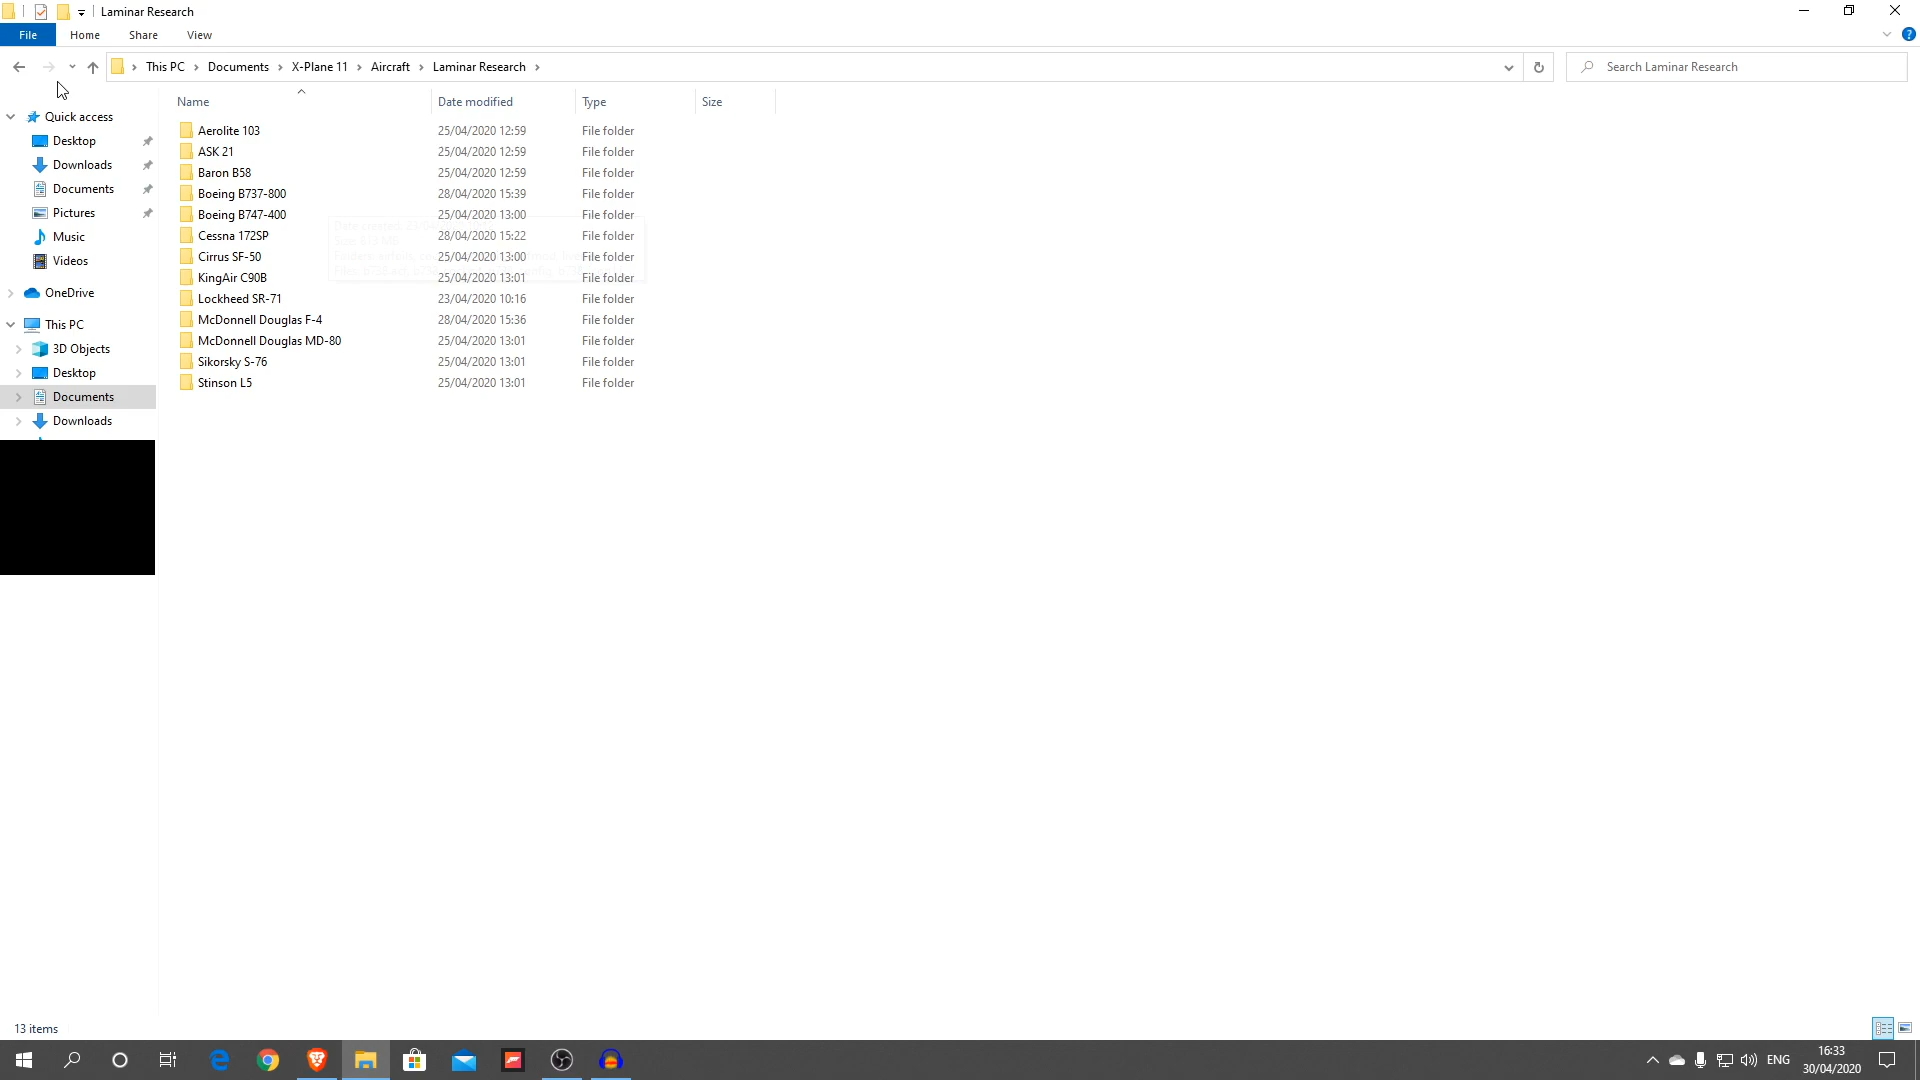 Laminar Research
File Home Share View
This PC > Documents > X-Plane 11 > Aircraft > Laminar Research >
Search Laminar Research
Name Date modified Type Size
Quick access
Desktop
Downloads
Documents
Pictures
Music
Videos
OneDrive
This PC
3D Objects
Desktop
Documents
Downloads
Aerolite 103 25/04/2020 12:59 File folder
ASK 21 25/04/2020 12:59 File folder
Baron B58 25/04/2020 12:59 File folder
Boeing B737-800 28/04/2020 15:39 File folder
Boeing B747-400 25/04/2020 13:00 File folder
Cessna 172SP 28/04/2020 15:22 File folder
Cirrus SF-50 25/04/2020 13:00 File folder
KingAir C90B 25/04/2020 13:01 File folder
Lockheed SR-71 23/04/2020 10:16 File folder
McDonnell Douglas F-4 28/04/2020 15:36 File folder
McDonnell Douglas MD-80 25/04/2020 13:01 File folder
Sikorsky S-76 25/04/2020 13:01 File folder
Stinson L5 25/04/2020 13:01 File folder
13 items
ENG
16:33
30/04/2020